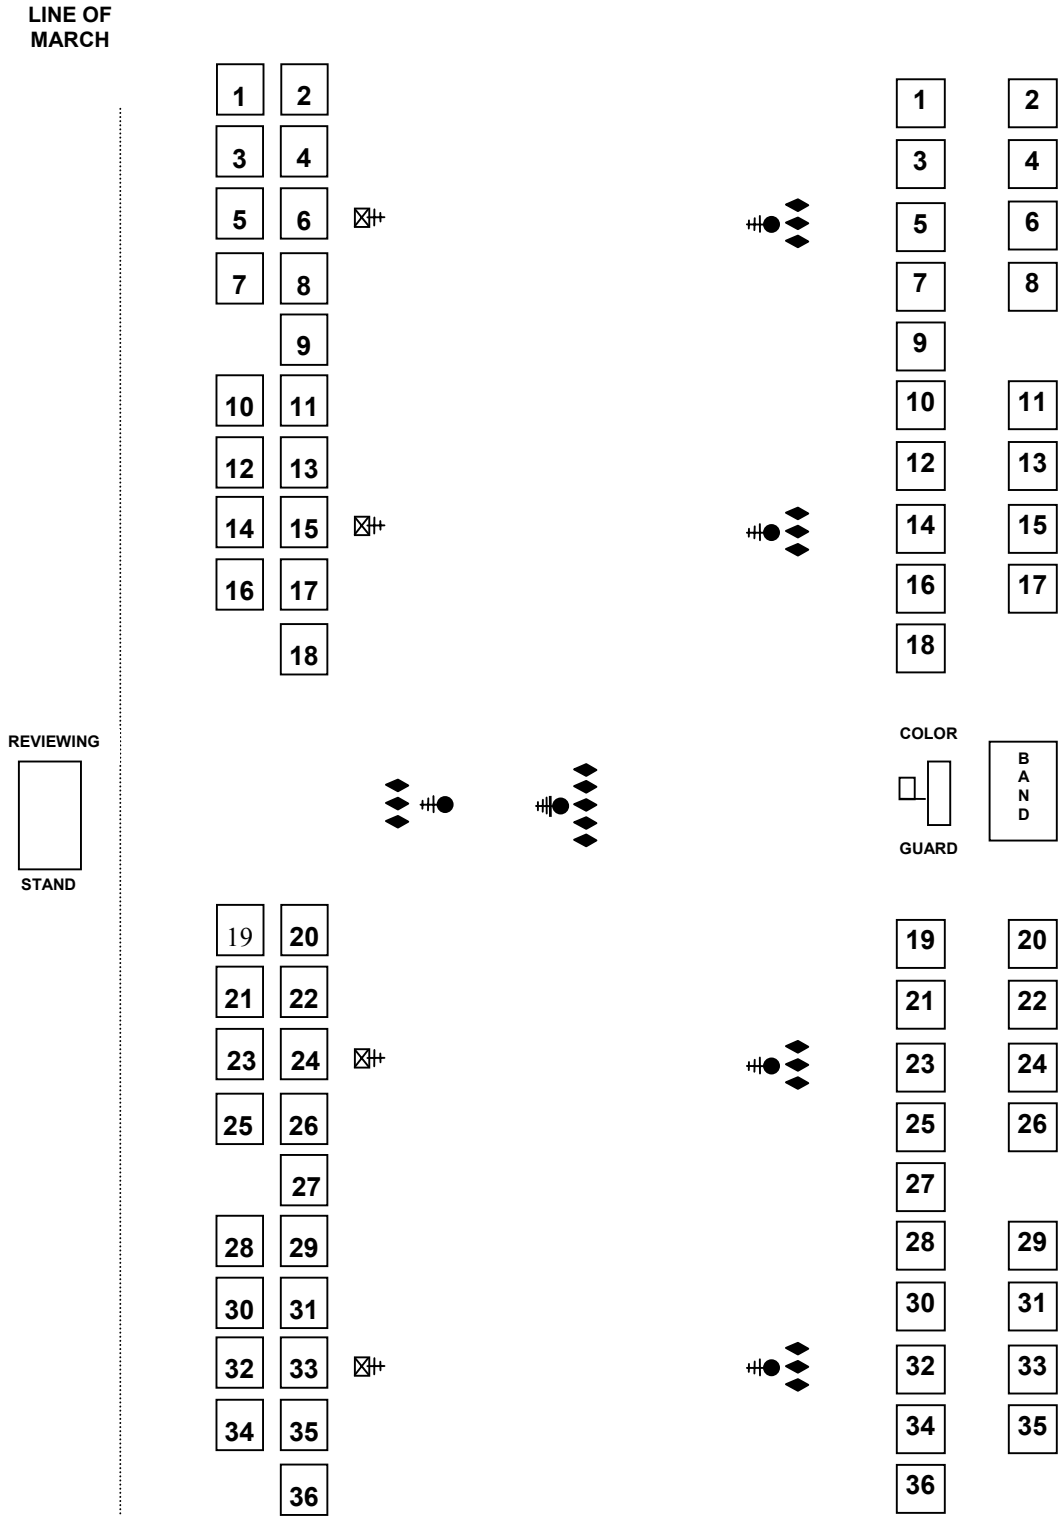 LINE OF
MARCH
1 2 1 2
3 4 3 4
5 6 5 6
7 8 7 8
9 9
10 11 10 11
12 13 12 13
14 15 14 15
16 17 16 17
18 18
REVIEWING
STAND
COLOR
GUARD
B
A
N
D
19 20 19 20
21 22 21 22
23 24 23 24
25 26 25 26
27 27
28 29 28 29
30 31 30 31
32 33 32 33
34 35 34 35
36 36